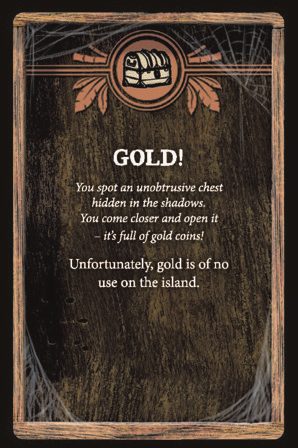 GOLD!
You spot an unobtrusive chest
hidden in the shadows.
You come closer and open it
– it's full of gold coins!
Unfortunately, gold is of no
use on the island.